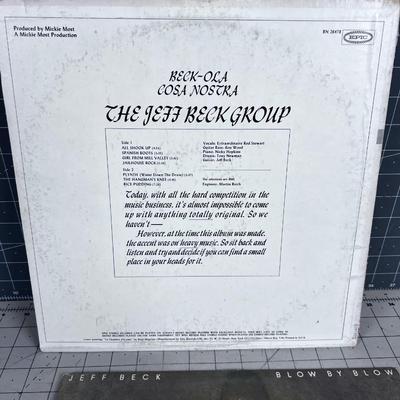 Produced by Mickie Most
A Mickie Most Production
BN 26478
EPIC
BECK-OLA
COSA NOSTRA
THE JEFF BECK GROUP
Side 1
ALL SHOOK UP
SPANISH BOOTS
GIRL FROM MILL VALLEY
JAILHOUSE ROCK
Side 2
PLYNTH (Water Down The Drain)
THE HANGMAN'S KNEE
RICE PUDDING
Vocals: Extraordinaire Rod Stewart
Guitar Bass: Ron Wood
Piano: Nicky Hopkins
Drums: Tony Newman
Guitar: Jeff Beck
Engineer: Martin Birch
Today, with all the hard competition in the
music business, it's almost impossible to come
up with anything totally original. So we
haven't—
However, at the time this album was made,
the accent was on heavy music. So sit back and
listen and try and decide if you can find a small
place in your heads for it.
JEFF BECK
BLOW BY BLOW